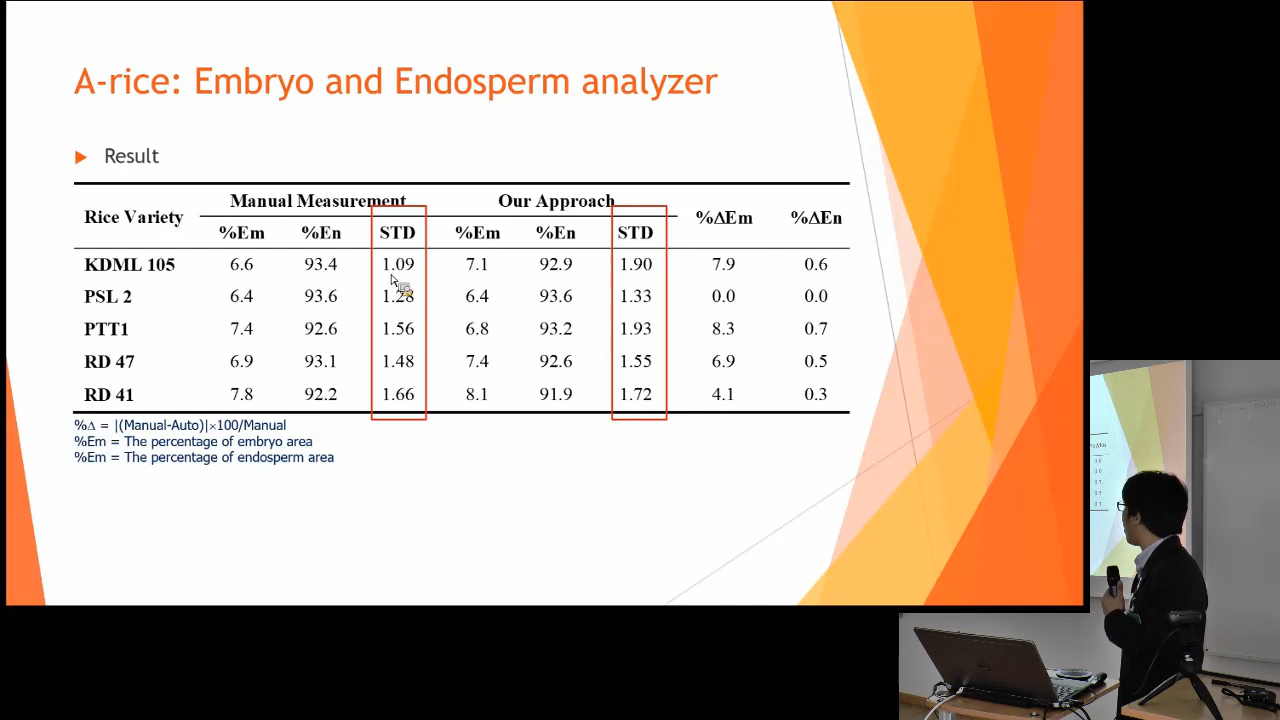 A-rice: Embryo and Endosperm analyzer
Result
Rice Variety Manual Measurement Our Approach %ΔEm %ΔEn
%Em %En STD %Em %En STD
KDML 105 6.6 93.4 1.09 7.1 92.9 1.90 7.9 0.6
PSL 2 6.4 93.6 1.28 6.4 93.6 1.33 0.0 0.0
PTT1 7.4 92.6 1.56 6.8 93.2 1.93 8.3 0.7
RD 47 6.9 93.1 1.48 7.4 92.6 1.55 6.9 0.5
RD 41 7.8 92.2 1.66 8.1 91.9 1.72 4.1 0.3
%Δ = |(Manual-Auto)|×100/Manual
%Em = The percentage of embryo area
%Em = The percentage of endosperm area